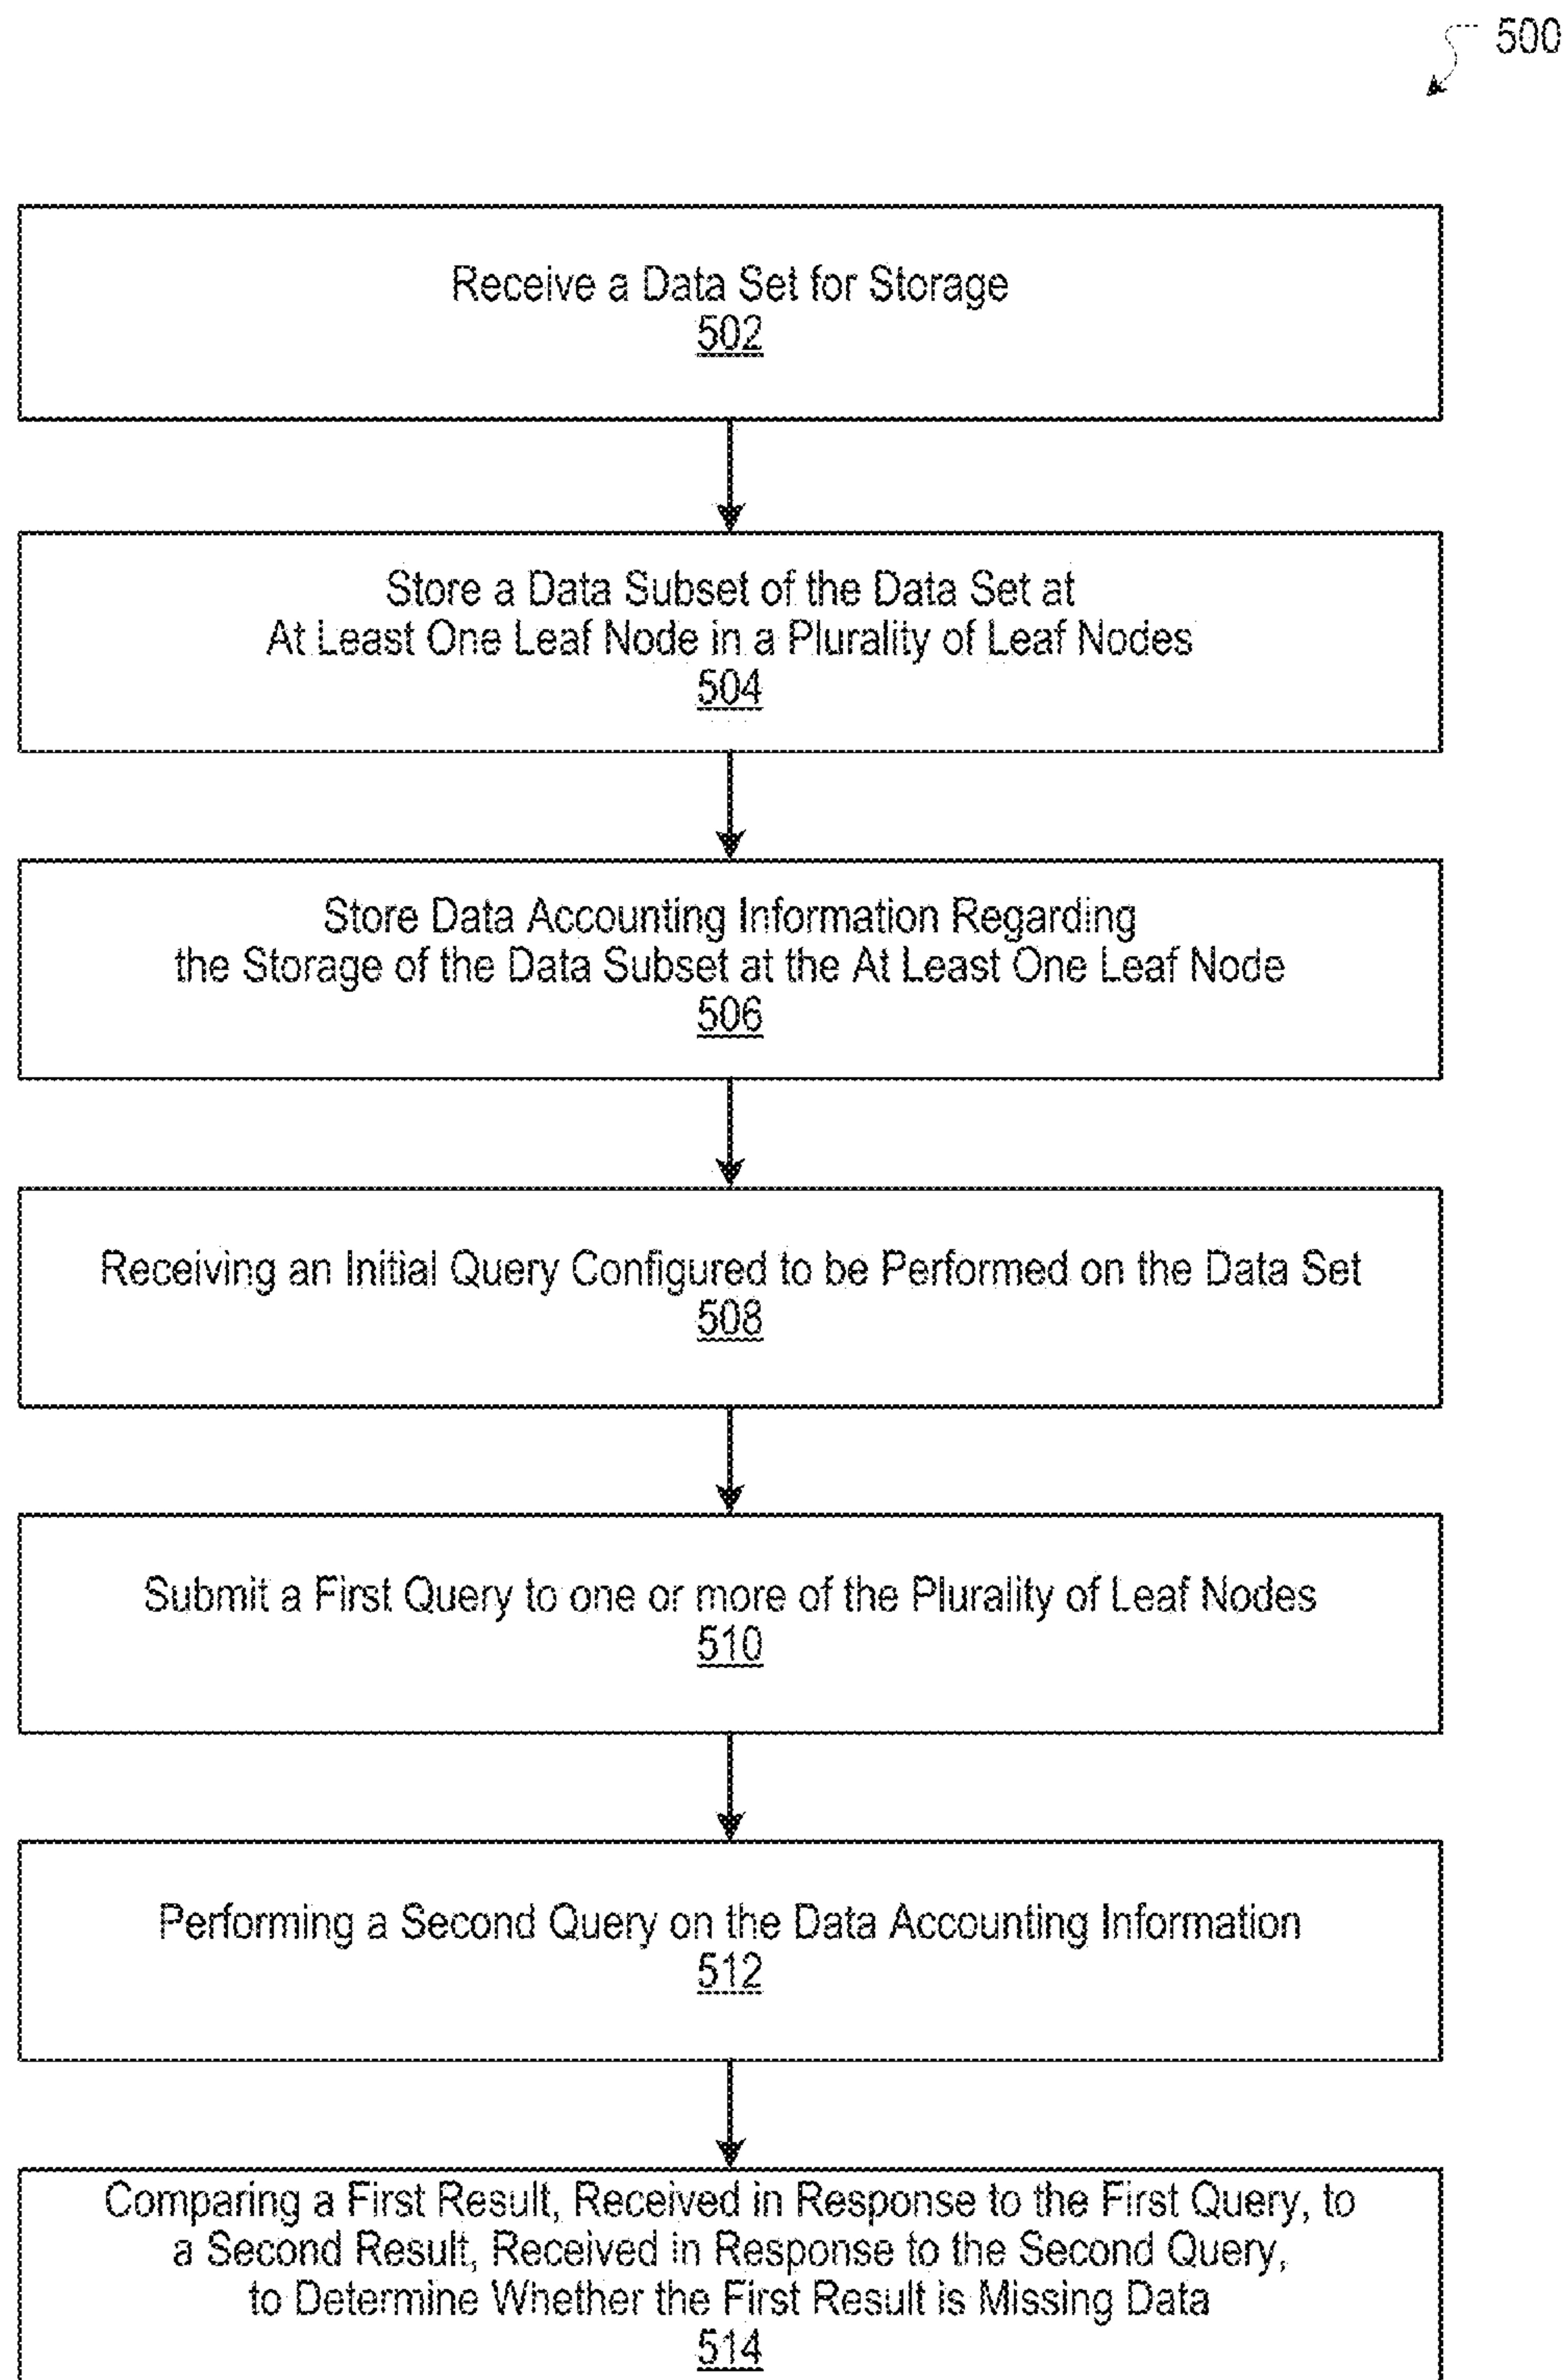 500
Receive a Data Set for Storage
502
Store a Data Subset of the Data Set at
At Least One Leaf Node in a Plurality of Leaf Nodes
504
Store Data Accounting Information Regarding
the Storage of the Data Subset at the At Least One Leaf Node
506
Receiving an Initial Query Configured to be Performed on the Data Set
508
Submit a First Query to one or more of the Plurality of Leaf Nodes
510
Performing a Second Query on the Data Accounting Information
512
Comparing a First Result, Received in Response to the First Query, to
a Second Result, Received in Response to the Second Query,
to Determine Whether the First Result is Missing Data
514